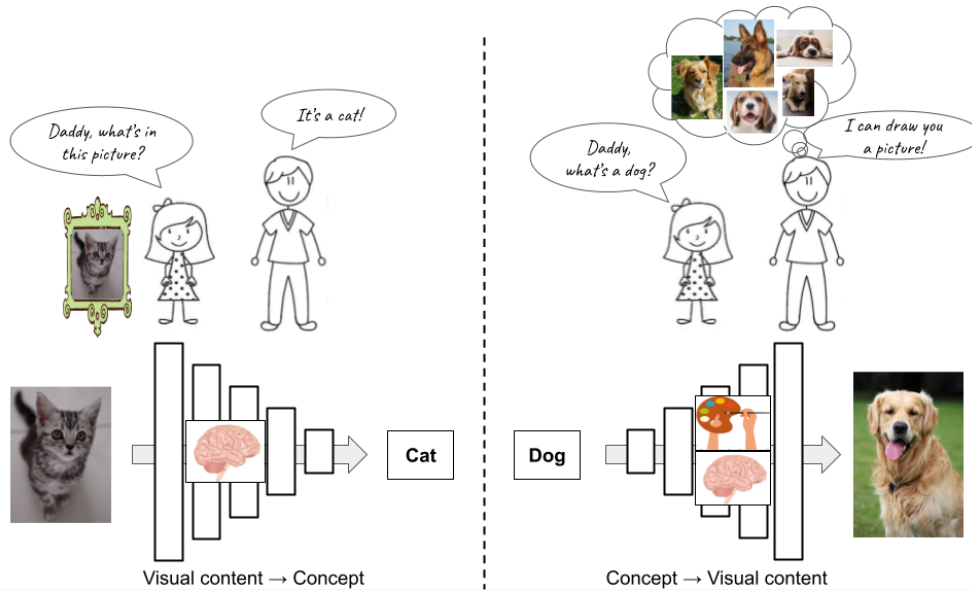 Daddy, what's in
this picture?
It's a cat!
Cat
Visual content → Concept
Daddy,
what's a dog?
I can draw you
a picture!
Dog
Concept → Visual content